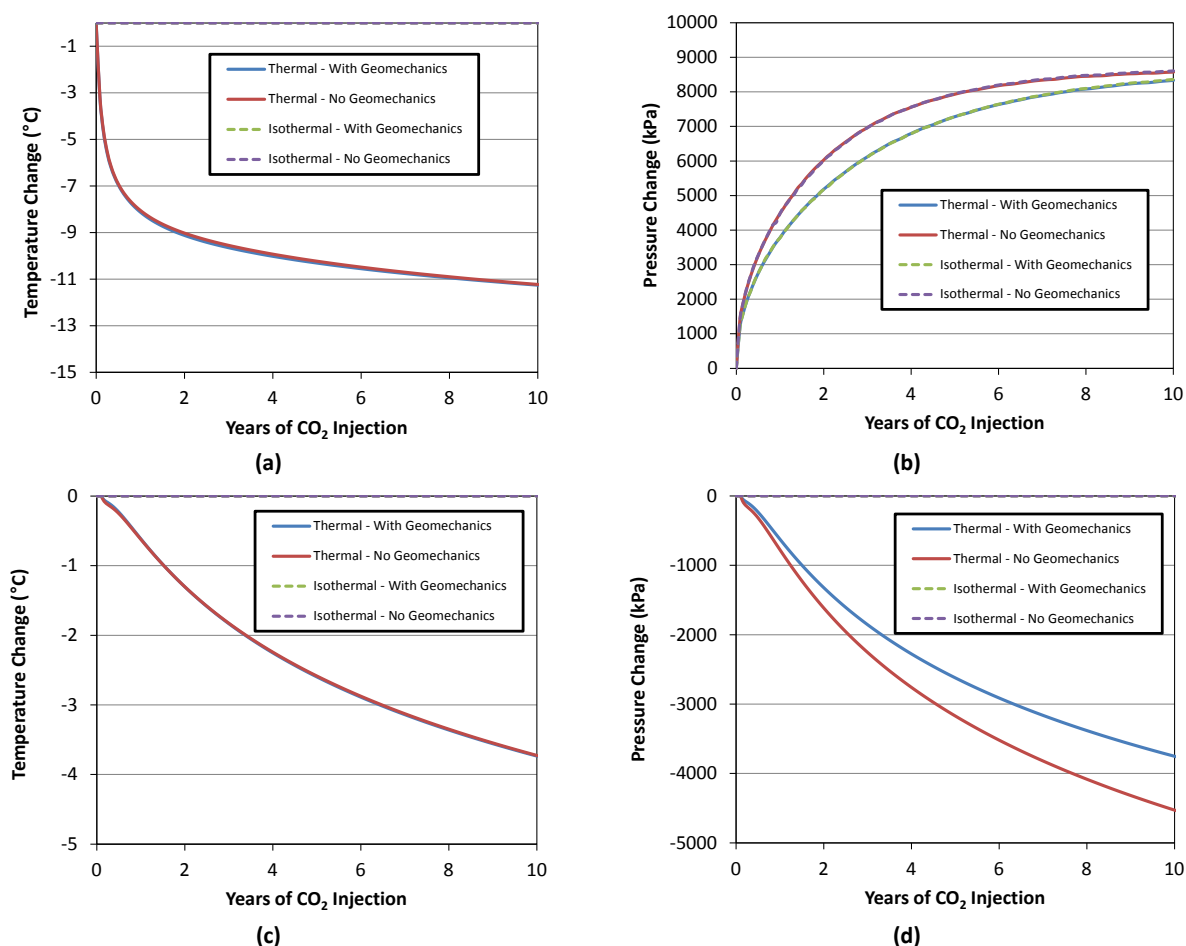 Temperature Change (°C)
-1
-3
-5
-7
-9
-11
-13
-15
Thermal - With Geomechanics
Thermal - No Geomechanics
Isothermal - With Geomechanics
Isothermal - No Geomechanics
0 2 4 6 8 10
Years of CO2 Injection
(a)
Pressure Change (kPa)
10000
9000
8000
7000
6000
5000
4000
3000
2000
1000
0
Thermal - With Geomechanics
Thermal - No Geomechanics
Isothermal - With Geomechanics
Isothermal - No Geomechanics
0 2 4 6 8 10
Years of CO2 Injection
(b)
Temperature Change (°C)
0
-1
-2
-3
-4
-5
Thermal - With Geomechanics
Thermal - No Geomechanics
Isothermal - With Geomechanics
Isothermal - No Geomechanics
0 2 4 6 8 10
Years of CO2 Injection
(c)
Pressure Change (kPa)
0
-1000
-2000
-3000
-4000
-5000
Thermal - With Geomechanics
Thermal - No Geomechanics
Isothermal - With Geomechanics
Isothermal - No Geomechanics
0 2 4 6 8 10
Years of CO2 Injection
(d)